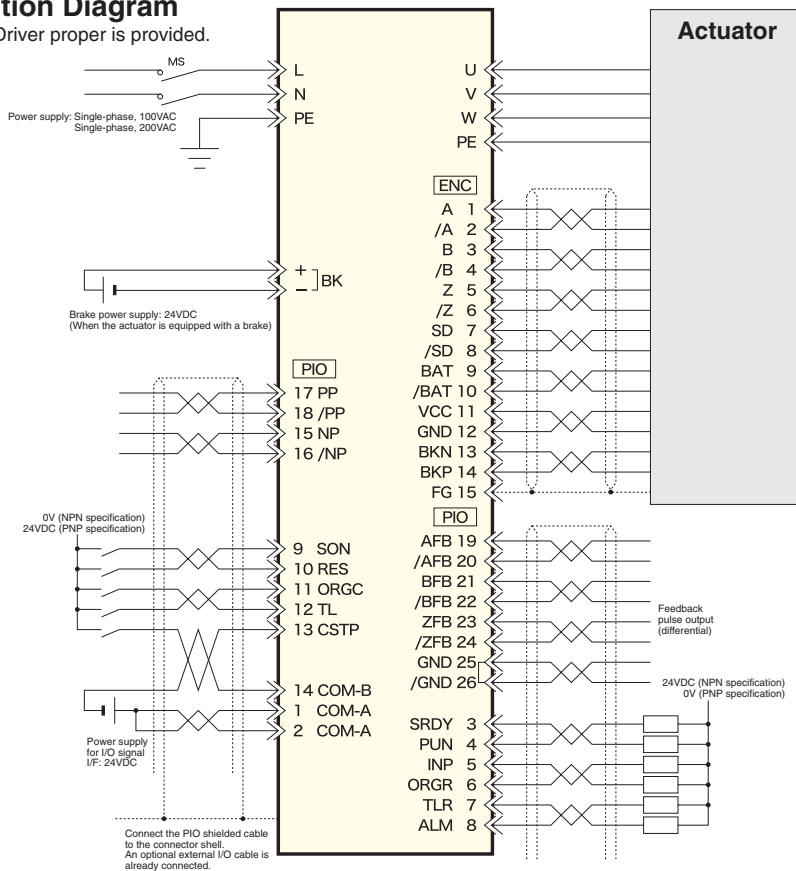 tion Diagram
Driver proper is provided.
MS
L
N
PE
Power supply: Single-phase, 100VAC
Single-phase, 200VAC
+
−
BK
Brake power supply: 24VDC
(When the actuator is equipped with a brake)
PIO
17 PP
18 /PP
15 NP
16 /NP
0V (NPN specification)
24VDC (PNP specification)
9 SON
10 RES
11 ORGC
12 TL
13 CSTP
14 COM-B
1 COM-A
2 COM-A
Power supply
for I/O signal
I/F: 24VDC
Connect the PIO shielded cable
to the connector shell.
An optional external I/O cable is
already connected.
U
V
W
PE
ENC
A 1
/A 2
B 3
/B 4
Z 5
/Z 6
SD 7
/SD 8
BAT 9
/BAT 10
VCC 11
GND 12
BKN 13
BKP 14
FG 15
PIO
AFB 19
/AFB 20
BFB 21
/BFB 22
ZFB 23
/ZFB 24
GND 25
/GND 26
SRDY 3
PUN 4
INP 5
ORGR 6
TLR 7
ALM 8
Actuator
Feedback
pulse output
(differential)
24VDC (NPN specification)
0V (PNP specification)